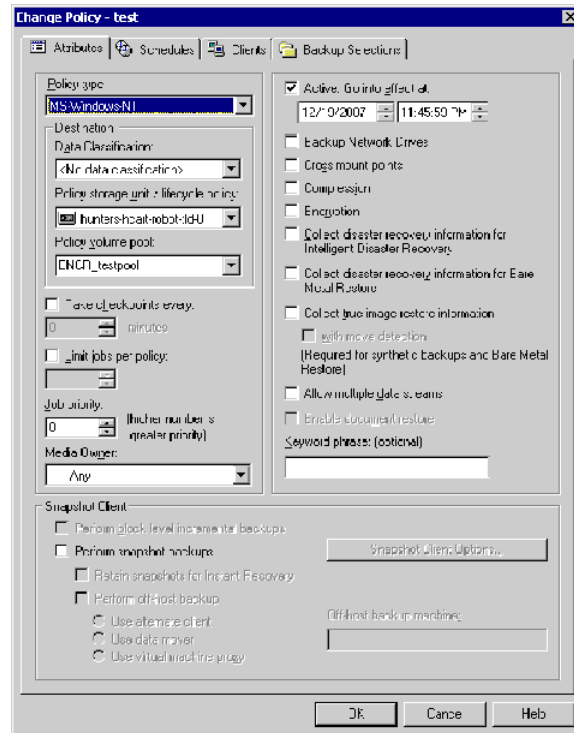 Change Policy - test
Attributes
Schedules
Clients
Backup Selections
Policy type:
MS-Windows-NT
Destination
Data Classification:
<No data classification>
Policy storage unit / lifecycle policy:
hunters-hcart-robot-tld-0
Policy volume pool:
ENCR_testpool
Take checkpoints every:
0 minutes
Limit jobs per policy:
Job priority:
0 (higher number is greater priority)
Media Owner:
Any
Active. Go into effect at:
12/19/2007 11:45:59 PM
Backup Network Drives
Cross mount points
Compression
Encryption
Collect disaster recovery information for
Intelligent Disaster Recovery
Collect disaster recovery information for Bare
Metal Restore
Collect true image restore information
with move detection
(Required for synthetic backups and Bare Metal
Restore)
Allow multiple data streams
Enable document restore
Keyword phrase: (optional)
Snapshot Client
Perform block level incremental backups
Perform snapshot backups
Snapshot Client Options...
Retain snapshots for Instant Recovery
Perform off-host backup
Use alternate client
Use data mover
Use virtual machine proxy
Off-host backup machine:
OK
Cancel
Help